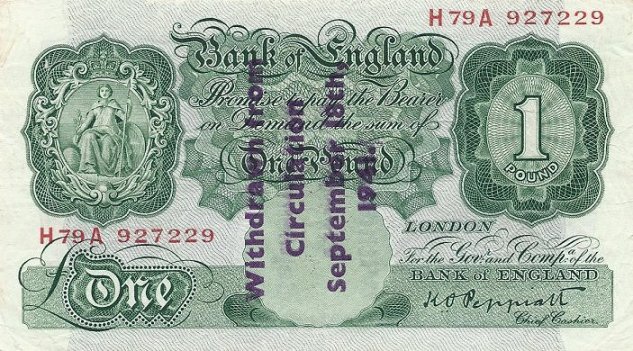 H79A 927229
Bank of England
Promise to pay the Bearer
on Demand the sum of
One Pound
1
POUND
Withdrawn from
Circulation
September 18th,
1941.
H79A 927229
LONDON
For the Gov.r and Comp.a of the
BANK OF ENGLAND
K O Peppiatt
Chief Cashier.
£ One